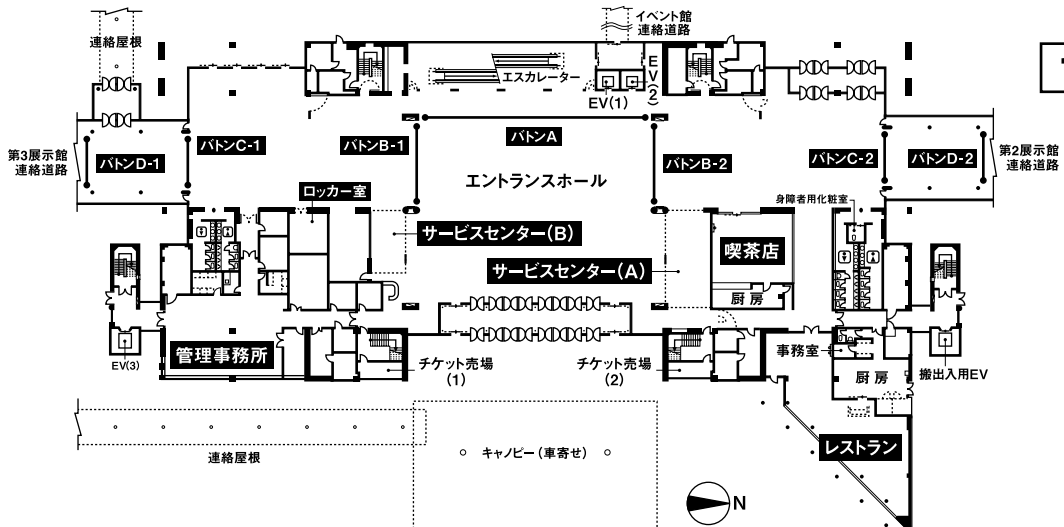 連絡屋根
イベント館
連絡道路
エスカレーター
EV(1)
EV(2)
第3展示館
連絡道路
バトンD-1
バトンC-1
バトンB-1
バトンA
バトンB-2
バトンC-2
バトンD-2
第2展示館
連絡道路
エントランスホール
ロッカー室
身障者用化粧室
サービスセンター(B)
サービスセンター(A)
喫茶店
厨房
管理事務所
EV(3)
チケット売場
(1)
チケット売場
(2)
事務室
厨房
搬出入用EV
レストラン
連絡屋根
キャノピー(車寄せ)
N